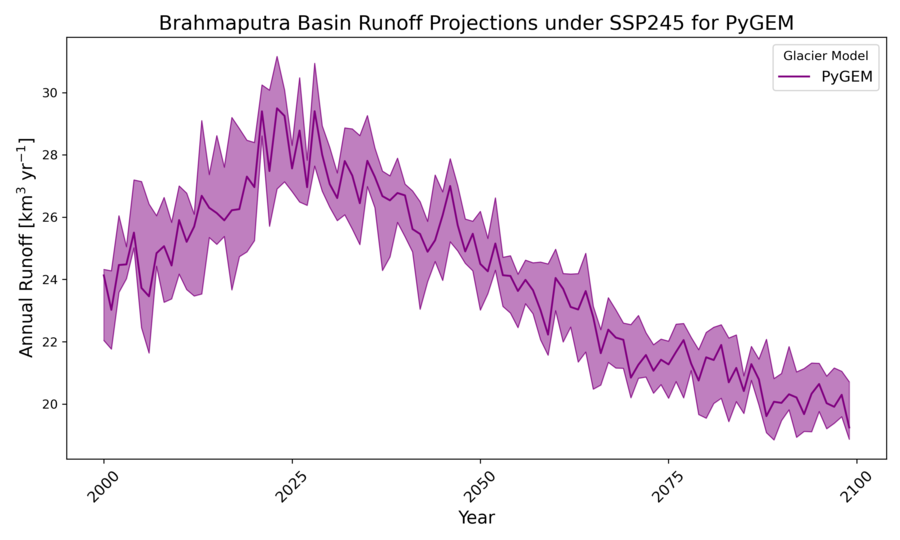 Brahmaputra Basin Runoff Projections under SSP245 for PyGEM
Glacier Model
PyGEM
Annual Runoff [km³ yr⁻¹]
30
28
26
24
22
20
2000
2025
2050
2075
2100
Year